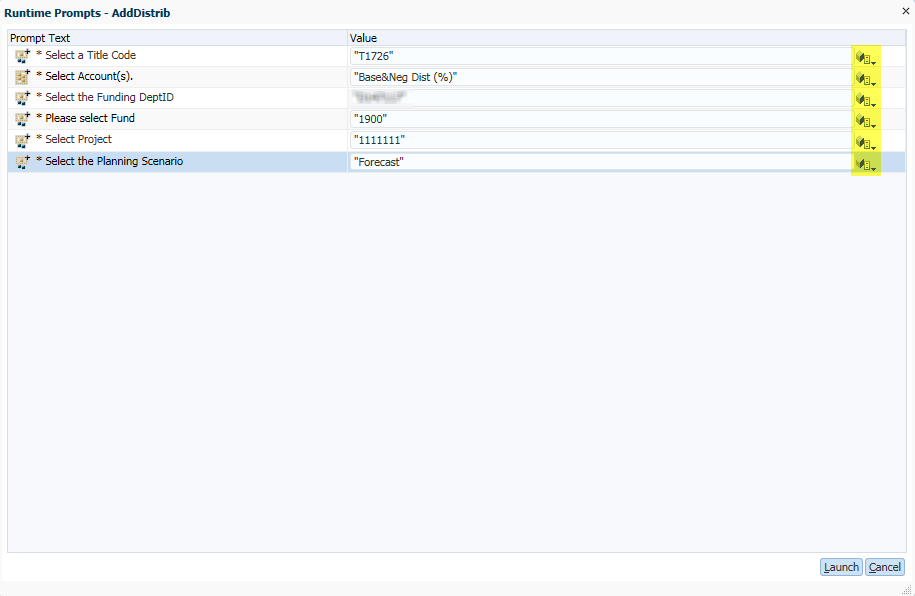 Runtime Prompts - AddDistrib
Prompt Text Value
* Select a Title Code "T1726"
* Select Account(s). "Base&Neg Dist (%)"
* Select the Funding DeptID
* Please select Fund "1900"
* Select Project "1111111"
* Select the Planning Scenario "Forecast"
Launch Cancel